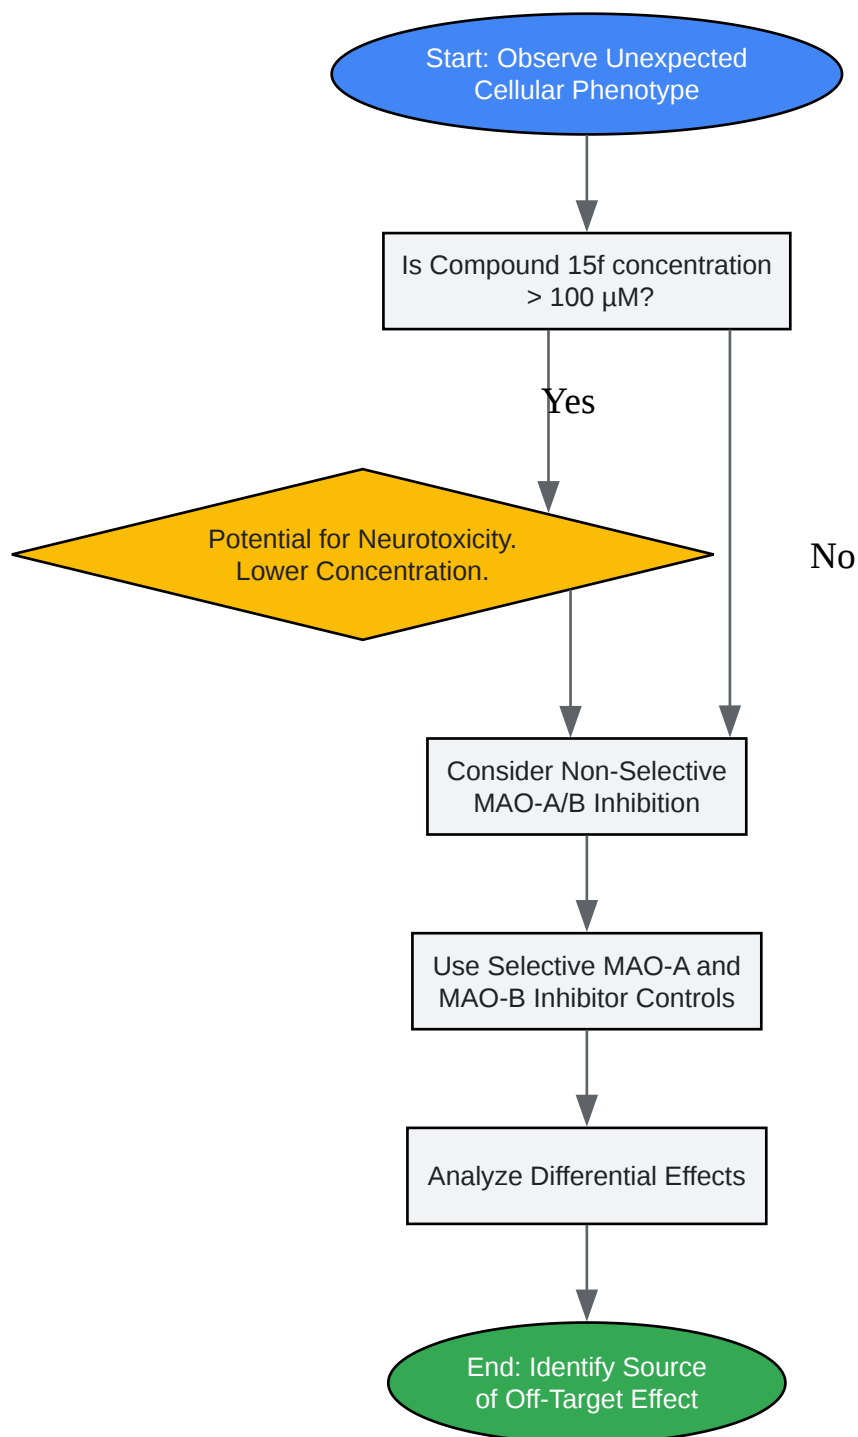 Start: Observe Unexpected
Cellular Phenotype
Is Compound 15f concentration
> 100 µM?
Yes
Potential for Neurotoxicity.
Lower Concentration.
No
Consider Non-Selective
MAO-A/B Inhibition
Use Selective MAO-A and
MAO-B Inhibitor Controls
Analyze Differential Effects
End: Identify Source
of Off-Target Effect